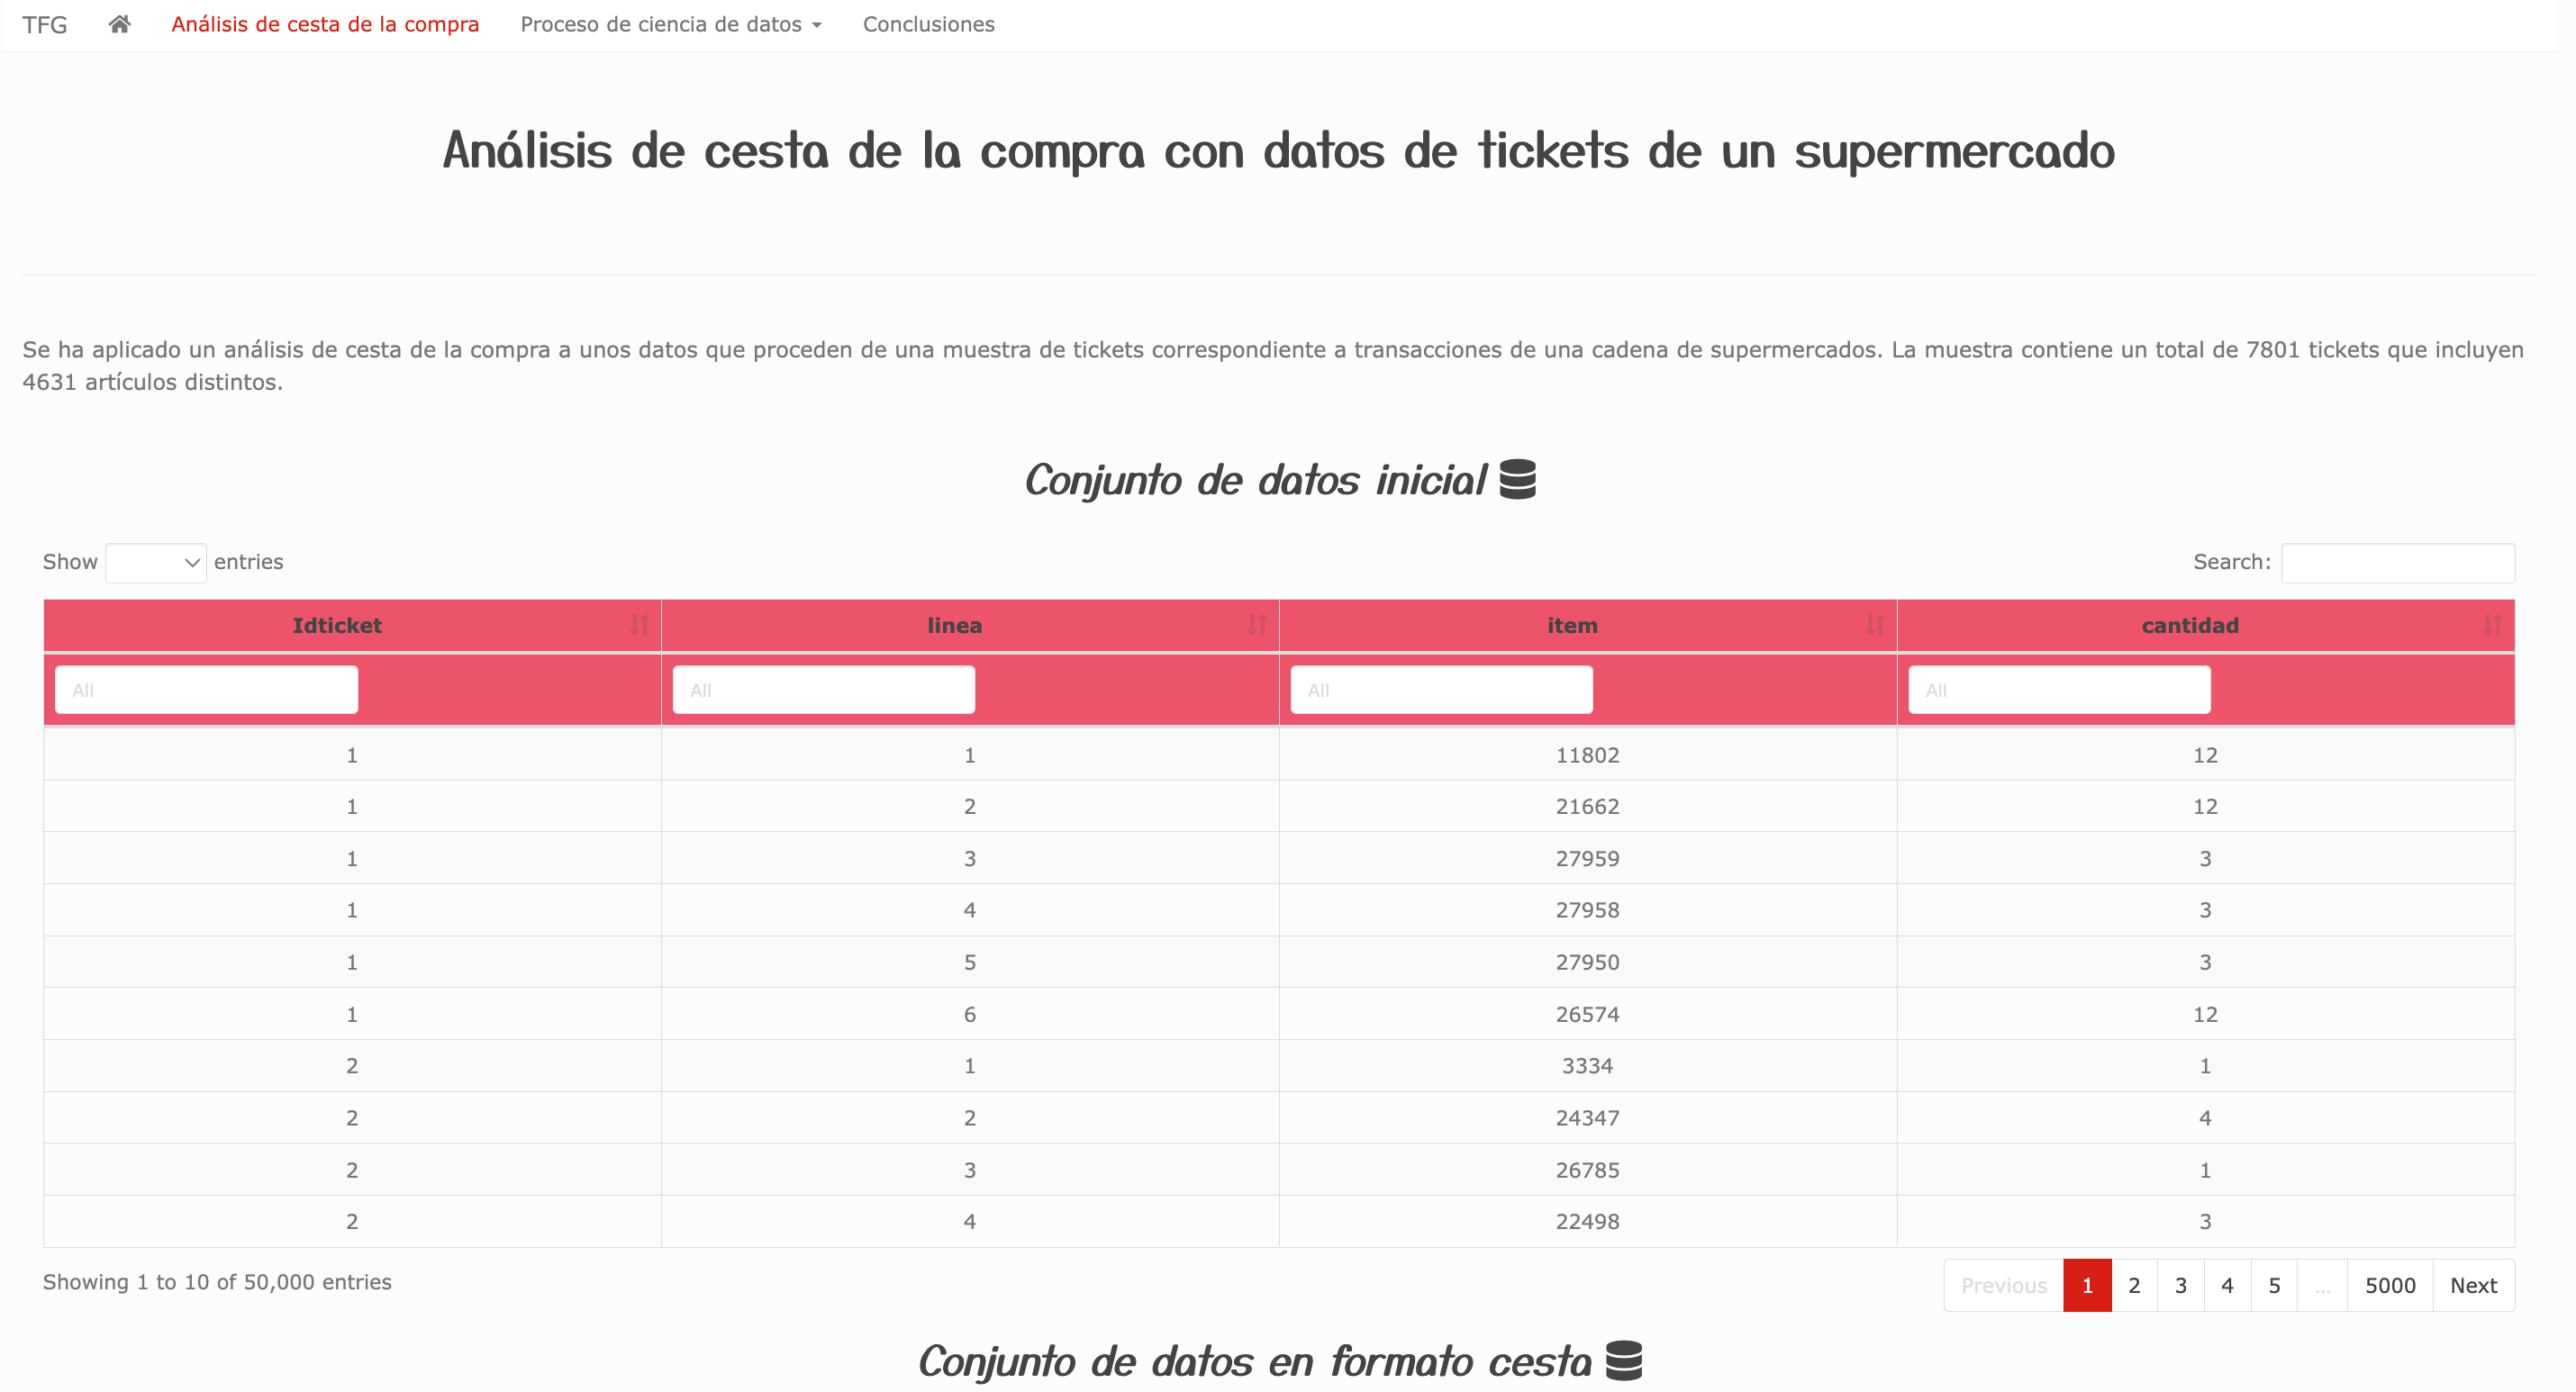 TFG Análisis de cesta de la compra Proceso de ciencia de datos Conclusiones
Análisis de cesta de la compra con datos de tickets de un supermercado
Se ha aplicado un análisis de cesta de la compra a unos datos que proceden de una muestra de tickets correspondiente a transacciones de una cadena de supermercados. La muestra contiene un total de 7801 tickets que incluyen
4631 artículos distintos.
Conjunto de datos inicial
Show entries Search:
Idticket linea item cantidad
All All All All
1 1 11802 12
1 2 21662 12
1 3 27959 3
1 4 27958 3
1 5 27950 3
1 6 26574 12
2 1 3334 1
2 2 24347 4
2 3 26785 1
2 4 22498 3
Showing 1 to 10 of 50,000 entries Previous 1 2 3 4 5 ... 5000 Next
Conjunto de datos en formato cesta